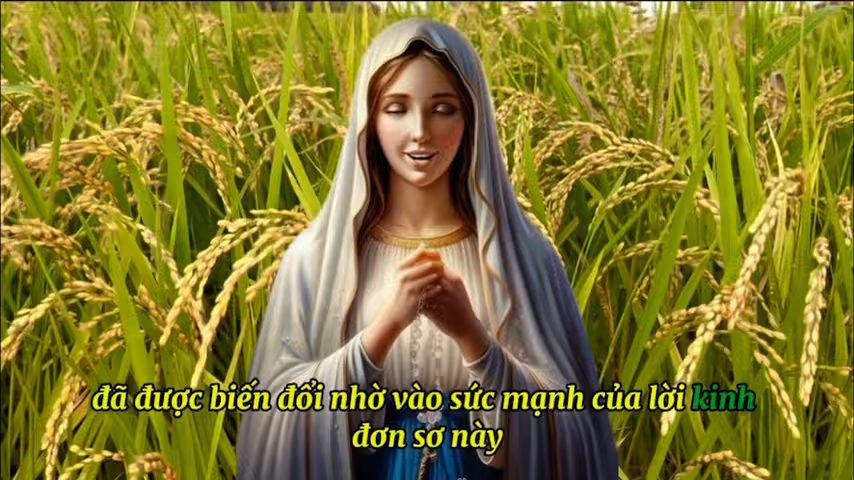 đã được biến đổi nhờ vào sức mạnh của lời kinh
đơn sơ này